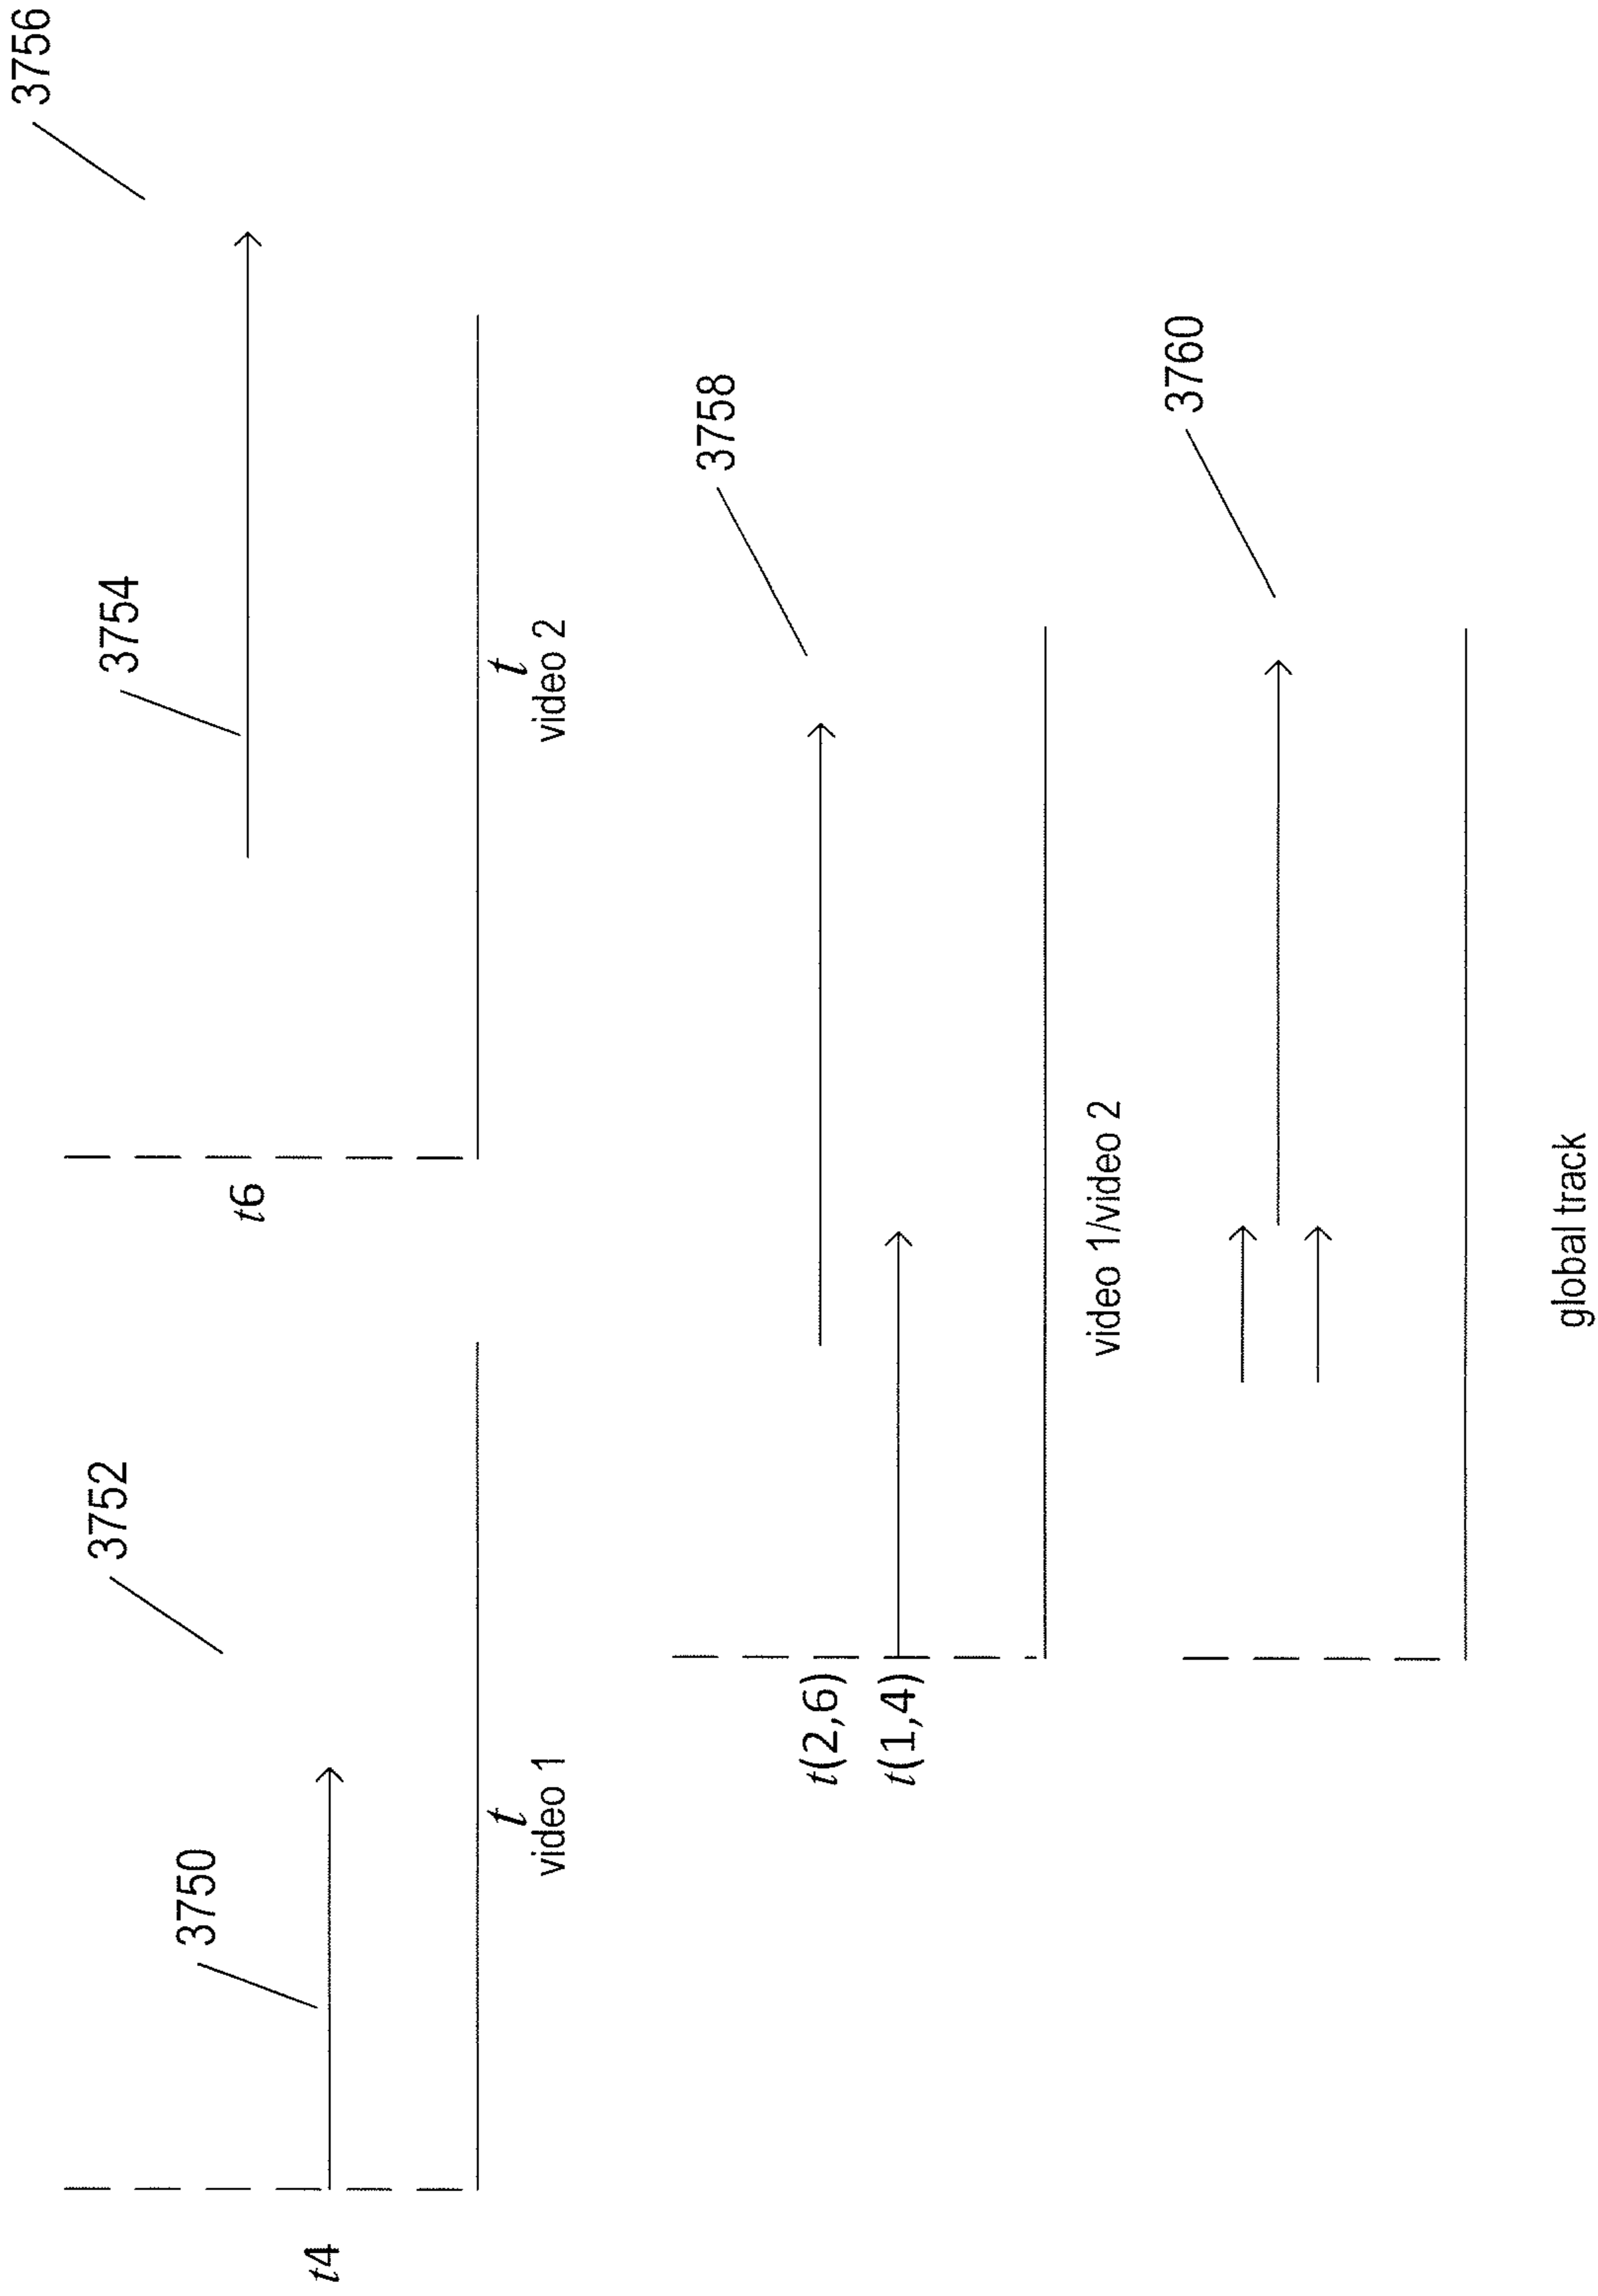 3752
3750
t4
t
video 1
3756
3754
t6
t
video 2
3758
t(2,6)
t(1,4)
video 1/video 2
3760
global track